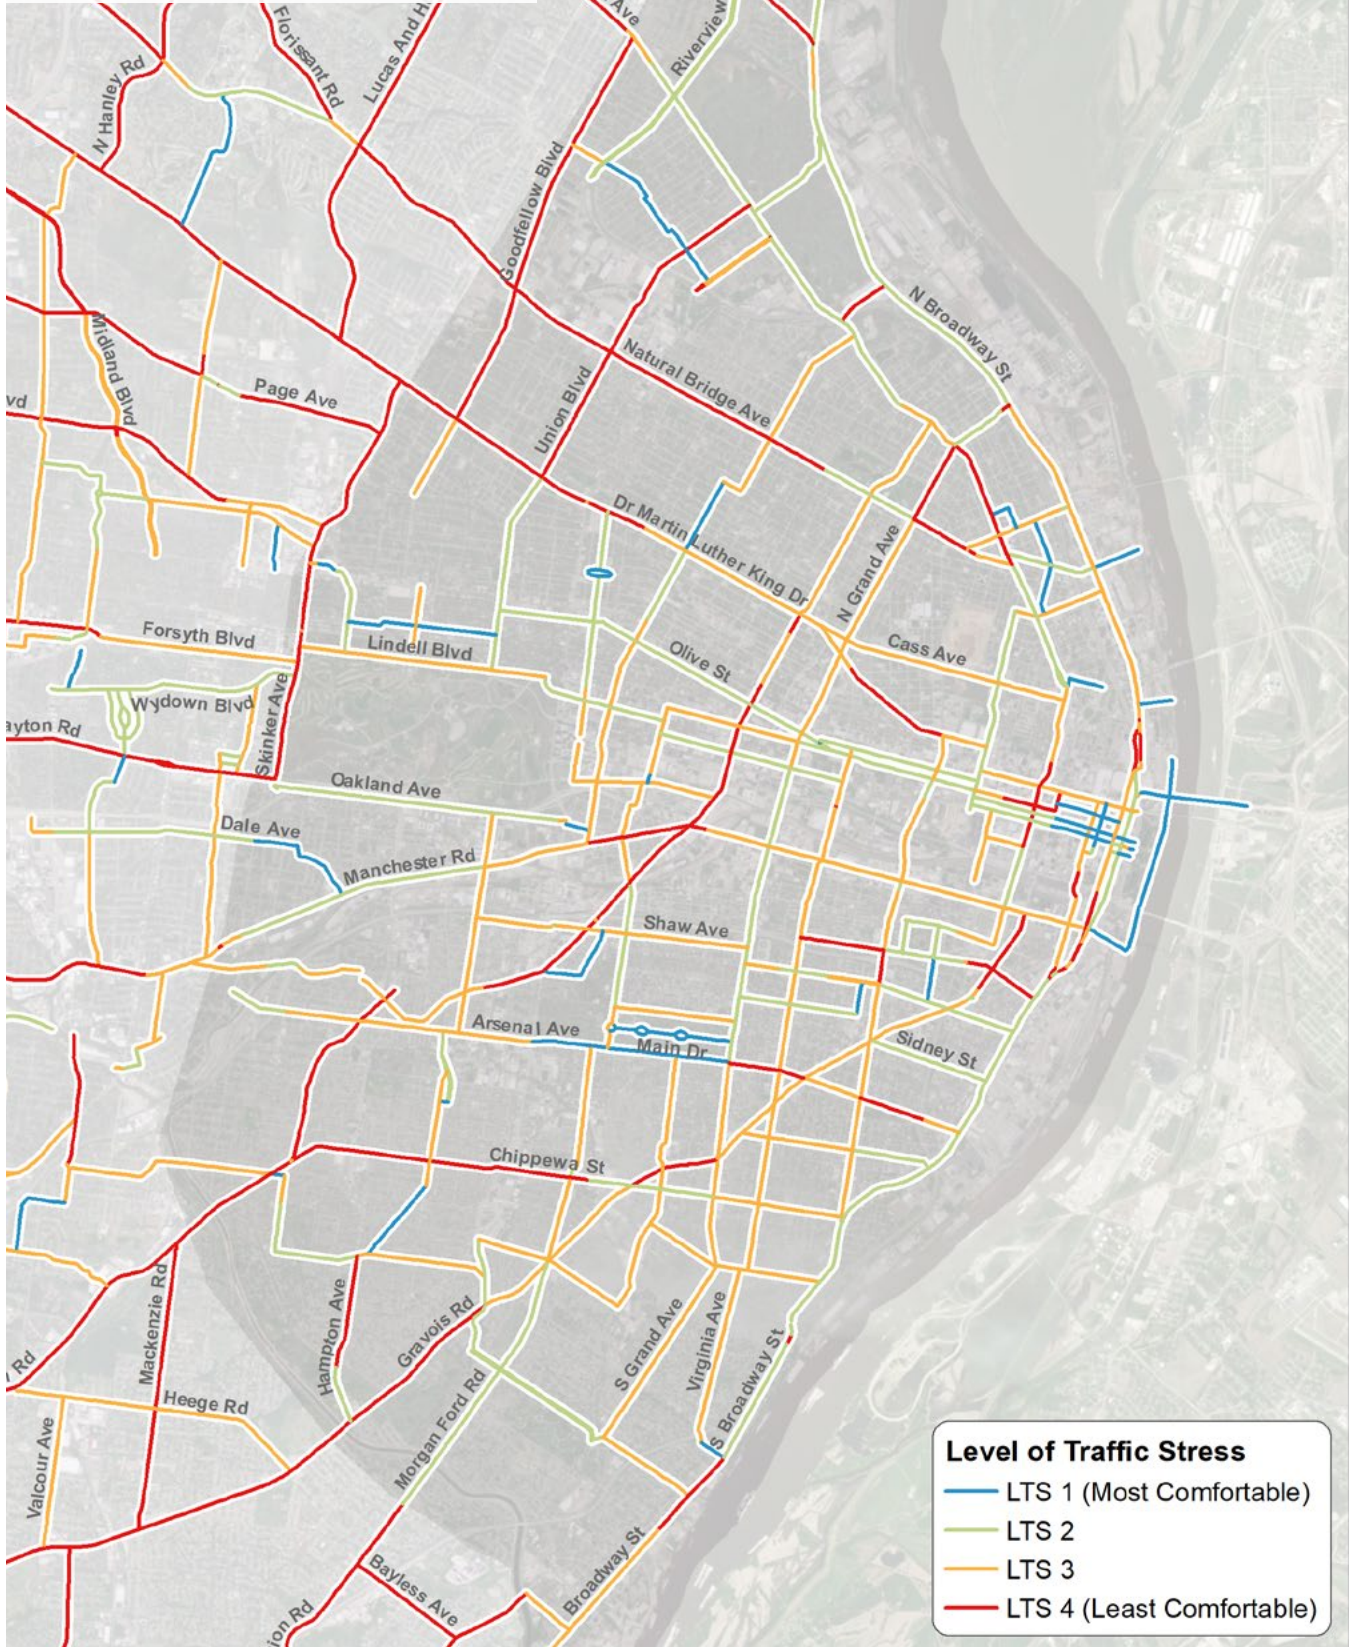 Ave
Riverview
Florissant Rd
Lucas And H
N Hanley Rd
Goodfellow Blvd
N Broadway St
Midland Blvd
Natural Bridge Ave
Page Ave
vd
Union Blvd
Dr Martin Luther King Dr
N Grand Ave
Forsyth Blvd
Lindell Blvd
Olive St
Cass Ave
Wydown Blvd
ayton Rd
Skinker Ave
Oakland Ave
Dale Ave
Manchester Rd
Shaw Ave
Arsenal Ave
Main Dr
Sidney St
Chippewa St
Mackenzie Rd
Hampton Ave
Gravois Rd
S Grand Ave
Virginia Ave
S Broadway St
Rd
Heege Rd
Morgan Ford Rd
Valcour Ave
Broadway St
Bayless Ave
ion Rd
Level of Traffic Stress
LTS 1 (Most Comfortable)
LTS 2
LTS 3
LTS 4 (Least Comfortable)